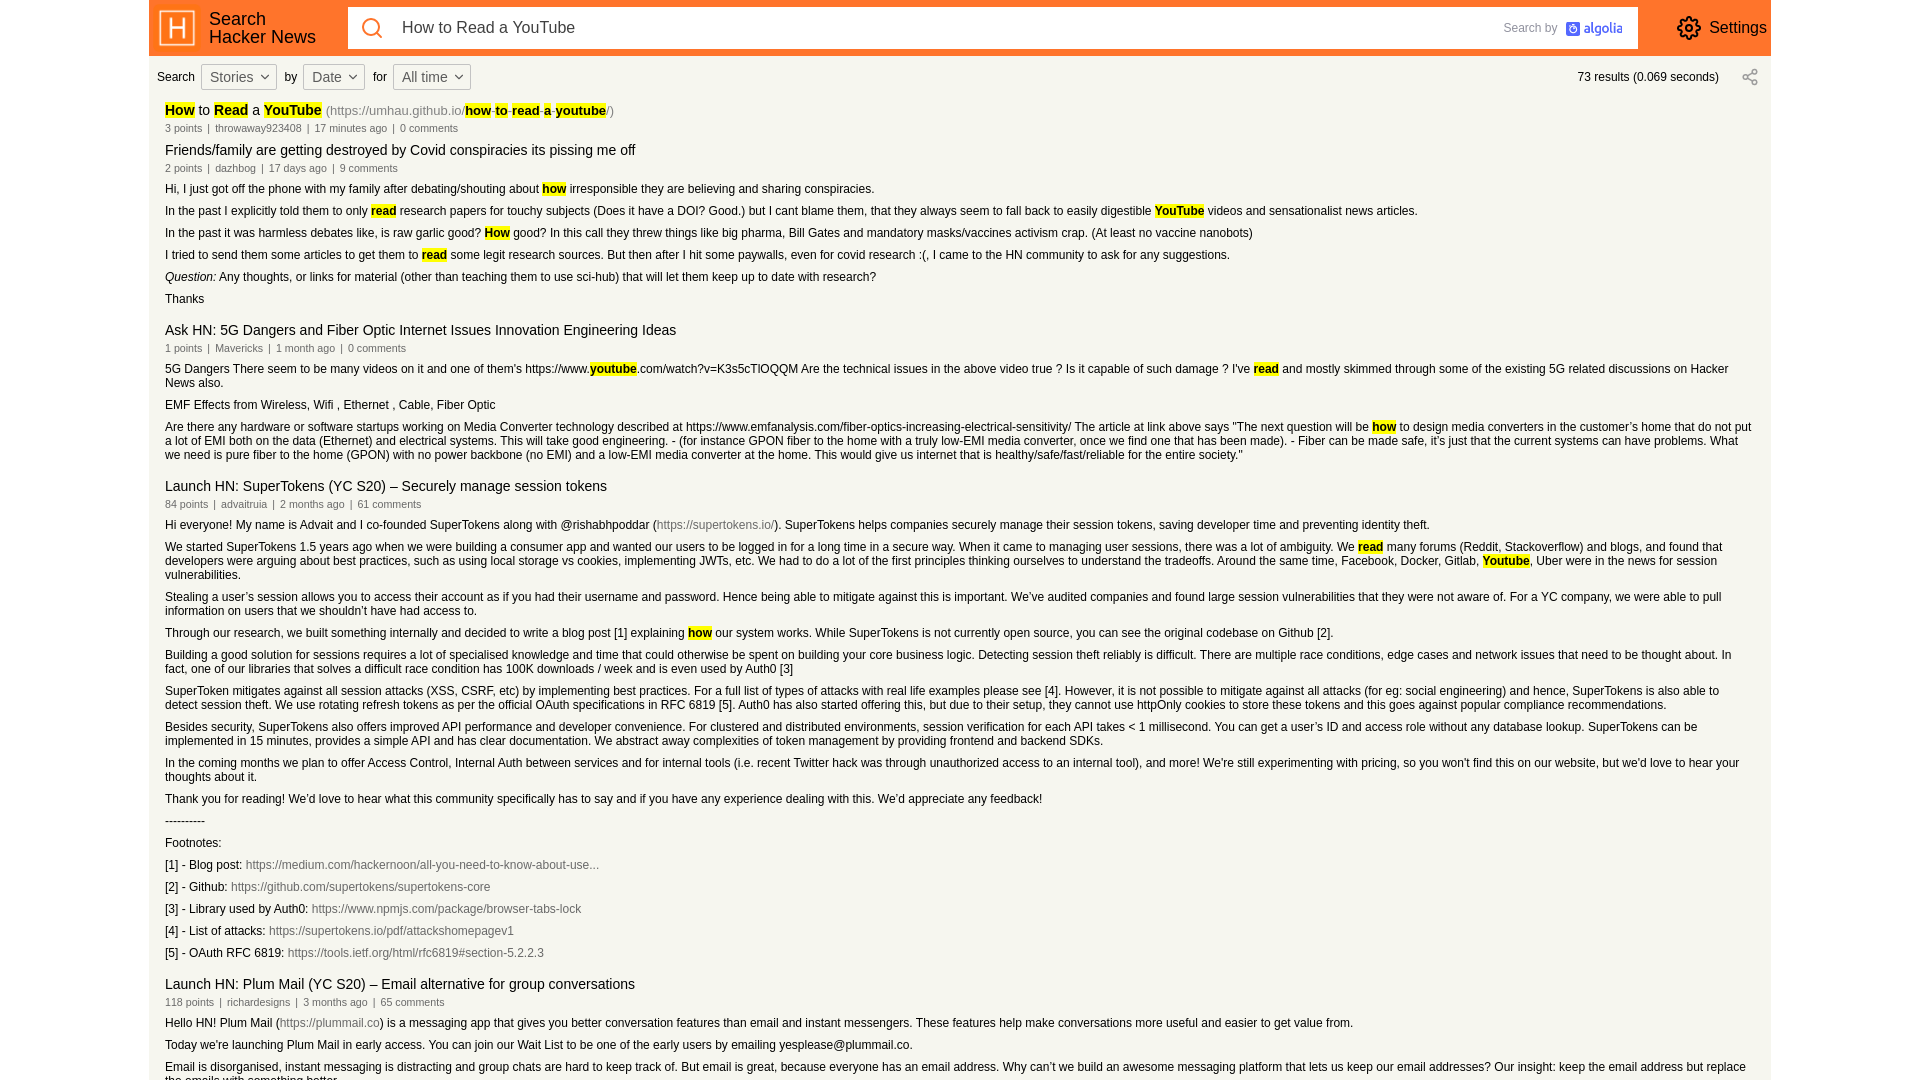 Search
Hacker News
How to Read a YouTube
Search by algolia
Settings
Search Stories by Date for All time
73 results (0.069 seconds)
How to Read a YouTube (https://umhau.github.io/how-to-read-a-youtube/)
3 points | throwaway923408 | 17 minutes ago | 0 comments
Friends/family are getting destroyed by Covid conspiracies its pissing me off
2 points | dazhbog | 17 days ago | 9 comments
Hi, I just got off the phone with my family after debating/shouting about how irresponsible they are believing and sharing conspiracies.
In the past I explicitly told them to only read research papers for touchy subjects (Does it have a DOI? Good.) but I cant blame them, that they always seem to fall back to easily digestible YouTube videos and sensationalist news articles.
In the past it was harmless debates like, is raw garlic good? How good? In this call they threw things like big pharma, Bill Gates and mandatory masks/vaccines activism crap. (At least no vaccine nanobots)
I tried to send them some articles to get them to read some legit research sources. But then after I hit some paywalls, even for covid research :(, I came to the HN community to ask for any suggestions.
Question: Any thoughts, or links for material (other than teaching them to use sci-hub) that will let them keep up to date with research?
Thanks
Ask HN: 5G Dangers and Fiber Optic Internet Issues Innovation Engineering Ideas
1 points | Mavericks | 1 month ago | 0 comments
5G Dangers There seem to be many videos on it and one of them's https://www.youtube.com/watch?v=K3s5cTlOQQM Are the technical issues in the above video true ? Is it capable of such damage ? I've read and mostly skimmed through some of the existing 5G related discussions on Hacker
News also.
EMF Effects from Wireless, Wifi , Ethernet , Cable, Fiber Optic
Are there any hardware or software startups working on Media Converter technology described at https://www.emfanalysis.com/fiber-optics-increasing-electrical-sensitivity/ The article at link above says "The next question will be how to design media converters in the customer’s home that do not put
a lot of EMI both on the data (Ethernet) and electrical systems. This will take good engineering. - (for instance GPON fiber to the home with a truly low-EMI media converter, once we find one that has been made). - Fiber can be made safe, it’s just that the current systems can have problems. What
we need is pure fiber to the home (GPON) with no power backbone (no EMI) and a low-EMI media converter at the home. This would give us internet that is healthy/safe/fast/reliable for the entire society."
Launch HN: SuperTokens (YC S20) – Securely manage session tokens
84 points | advaitruia | 2 months ago | 61 comments
Hi everyone! My name is Advait and I co-founded SuperTokens along with @rishabhpoddar (https://supertokens.io/). SuperTokens helps companies securely manage their session tokens, saving developer time and preventing identity theft.
We started SuperTokens 1.5 years ago when we were building a consumer app and wanted our users to be logged in for a long time in a secure way. When it came to managing user sessions, there was a lot of ambiguity. We read many forums (Reddit, Stackoverflow) and blogs, and found that
developers were arguing about best practices, such as using local storage vs cookies, implementing JWTs, etc. We had to do a lot of the first principles thinking ourselves to understand the tradeoffs. Around the same time, Facebook, Docker, Gitlab, Youtube, Uber were in the news for session
vulnerabilities.
Stealing a user’s session allows you to access their account as if you had their username and password. Hence being able to mitigate against this is important. We’ve audited companies and found large session vulnerabilities that they were not aware of. For a YC company, we were able to pull
information on users that we shouldn’t have had access to.
Through our research, we built something internally and decided to write a blog post [1] explaining how our system works. While SuperTokens is not currently open source, you can see the original codebase on Github [2].
Building a good solution for sessions requires a lot of specialised knowledge and time that could otherwise be spent on building your core business logic. Detecting session theft reliably is difficult. There are multiple race conditions, edge cases and network issues that need to be thought about. In
fact, one of our libraries that solves a difficult race condition has 100K downloads / week and is even used by Auth0 [3]
SuperToken mitigates against all session attacks (XSS, CSRF, etc) by implementing best practices. For a full list of types of attacks with real life examples please see [4]. However, it is not possible to mitigate against all attacks (for eg: social engineering) and hence, SuperTokens is also able to
detect session theft. We use rotating refresh tokens as per the official OAuth specifications in RFC 6819 [5]. Auth0 has also started offering this, but due to their setup, they cannot use httpOnly cookies to store these tokens and this goes against popular compliance recommendations.
Besides security, SuperTokens also offers improved API performance and developer convenience. For clustered and distributed environments, session verification for each API takes < 1 millisecond. You can get a user’s ID and access role without any database lookup. SuperTokens can be
implemented in 15 minutes, provides a simple API and has clear documentation. We abstract away complexities of token management by providing frontend and backend SDKs.
In the coming months we plan to offer Access Control, Internal Auth between services and for internal tools (i.e. recent Twitter hack was through unauthorized access to an internal tool), and more! We're still experimenting with pricing, so you won't find this on our website, but we'd love to hear your
thoughts about it.
Thank you for reading! We’d love to hear what this community specifically has to say and if you have any experience dealing with this. We’d appreciate any feedback!
----------
Footnotes:
[1] - Blog post: https://medium.com/hackernoon/all-you-need-to-know-about-use...
[2] - Github: https://github.com/supertokens/supertokens-core
[3] - Library used by Auth0: https://www.npmjs.com/package/browser-tabs-lock
[4] - List of attacks: https://supertokens.io/pdf/attackshomepagev1
[5] - OAuth RFC 6819: https://tools.ietf.org/html/rfc6819#section-5.2.2.3
Launch HN: Plum Mail (YC S20) – Email alternative for group conversations
118 points | richardesigns | 3 months ago | 65 comments
Hello HN! Plum Mail (https://plummail.co) is a messaging app that gives you better conversation features than email and instant messengers. These features help make conversations more useful and easier to get value from.
Today we're launching Plum Mail in early access. You can join our Wait List to be one of the early users by emailing yesplease@plummail.co.
Email is disorganised, instant messaging is distracting and group chats are hard to keep track of. But email is great, because everyone has an email address. Why can’t we build an awesome messaging platform that lets us keep our email addresses? Our insight: keep the email address but replace
the emails with something better.